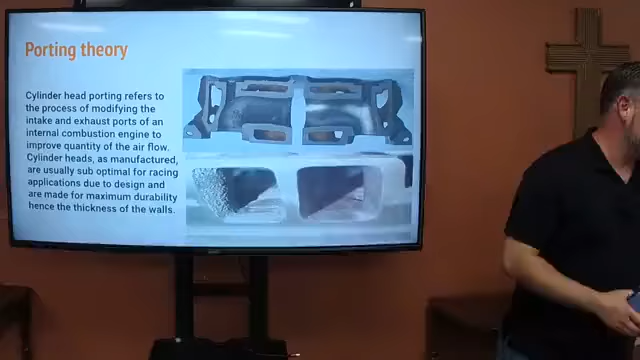 Porting theory
Cylinder head porting refers to
the process of modifying the
intake and exhaust ports of an
internal combustion engine to
improve quantity of the air flow.
Cylinder heads, as manufactured,
are usually sub optimal for racing
applications due to design and
are made for maximum durability
hence the thickness of the walls.